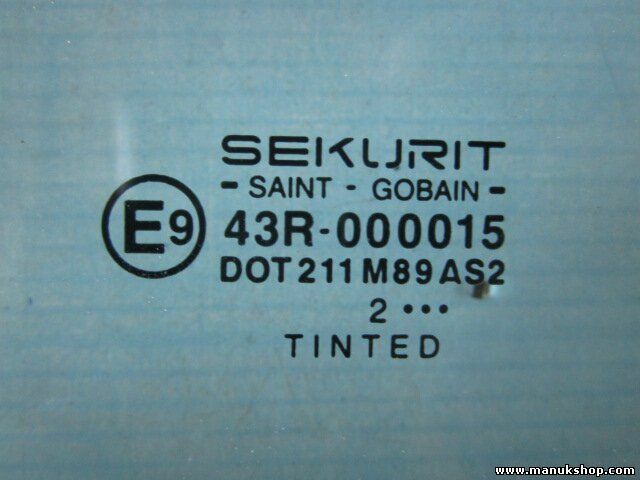 SEKURIT
- SAINT - GOBAIN -
E9 43R-000015
DOT 211 M89 AS2
2 •••
TINTED
www.manukshop.com